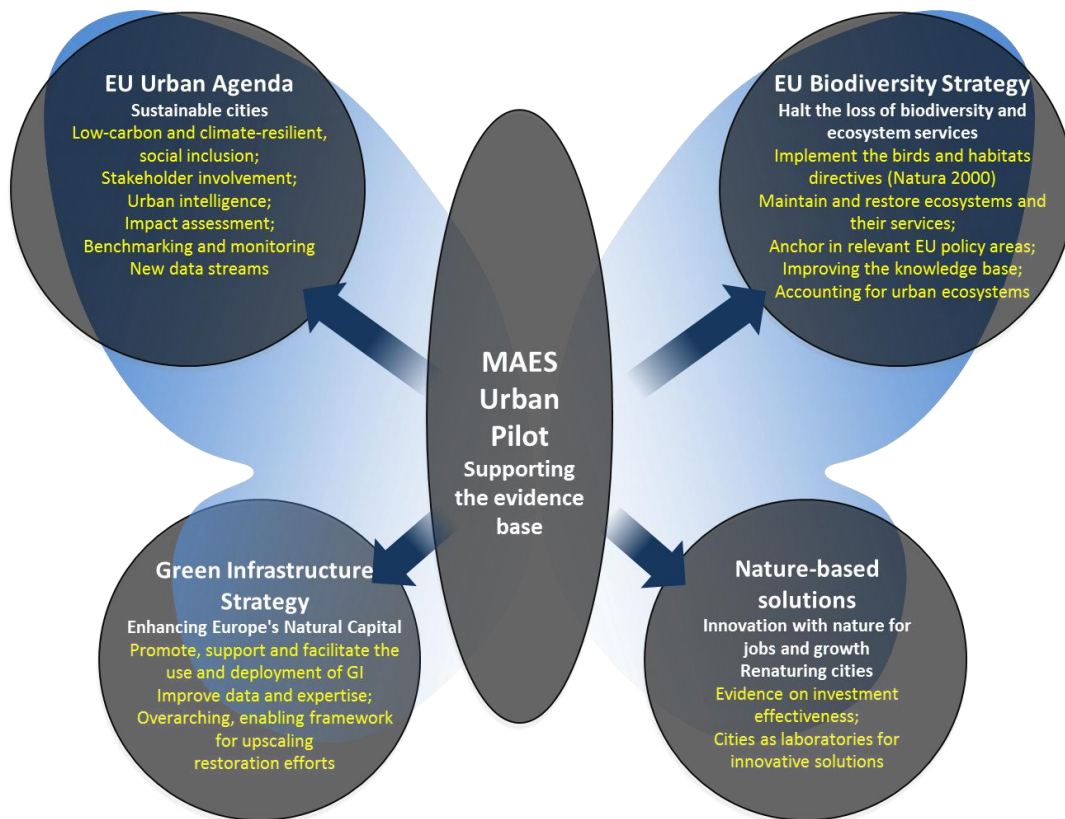 EU Urban Agenda
Sustainable cities
Low-carbon and climate-resilient,
social inclusion;
Stakeholder involvement;
Urban intelligence;
Impact assessment;
Benchmarking and monitoring
New data streams
EU Biodiversity Strategy
Halt the loss of biodiversity and
ecosystem services
Implement the birds and habitats
directives (Natura 2000)
Maintain and restore ecosystems and
their services;
Anchor in relevant EU policy areas;
Improving the knowledge base;
Accounting for urban ecosystems
MAES
Urban
Pilot
Supporting
the evidence
base
Green Infrastructure
Strategy
Enhancing Europe's Natural Capital
Promote, support and facilitate the
use and deployment of GI
Improve data and expertise;
Overarching, enabling framework
for upscaling
restoration efforts
Nature-based
solutions
Innovation with nature for
jobs and growth
Renaturing cities
Evidence on investment
effectiveness;
Cities as laboratories for
innovative solutions